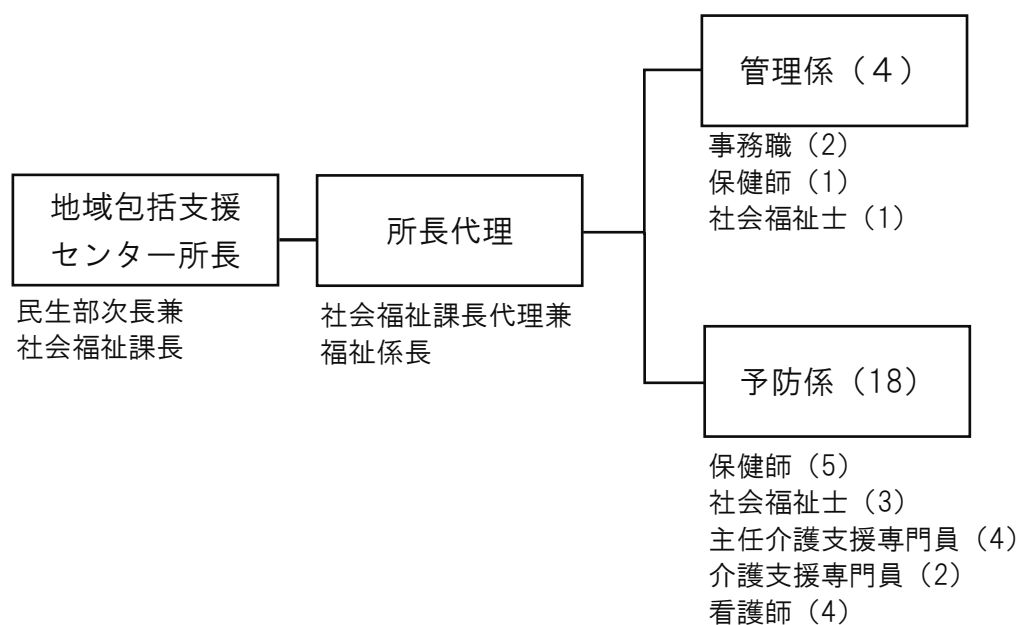 地域包括支援
センター所長
民生部次長兼
社会福祉課長
所長代理
社会福祉課長代理兼
福祉係長
管理係（４）
事務職（2）
保健師（1）
社会福祉士（1）
予防係（18）
保健師（5）
社会福祉士（3）
主任介護支援専門員（4）
介護支援専門員（2）
看護師（4）